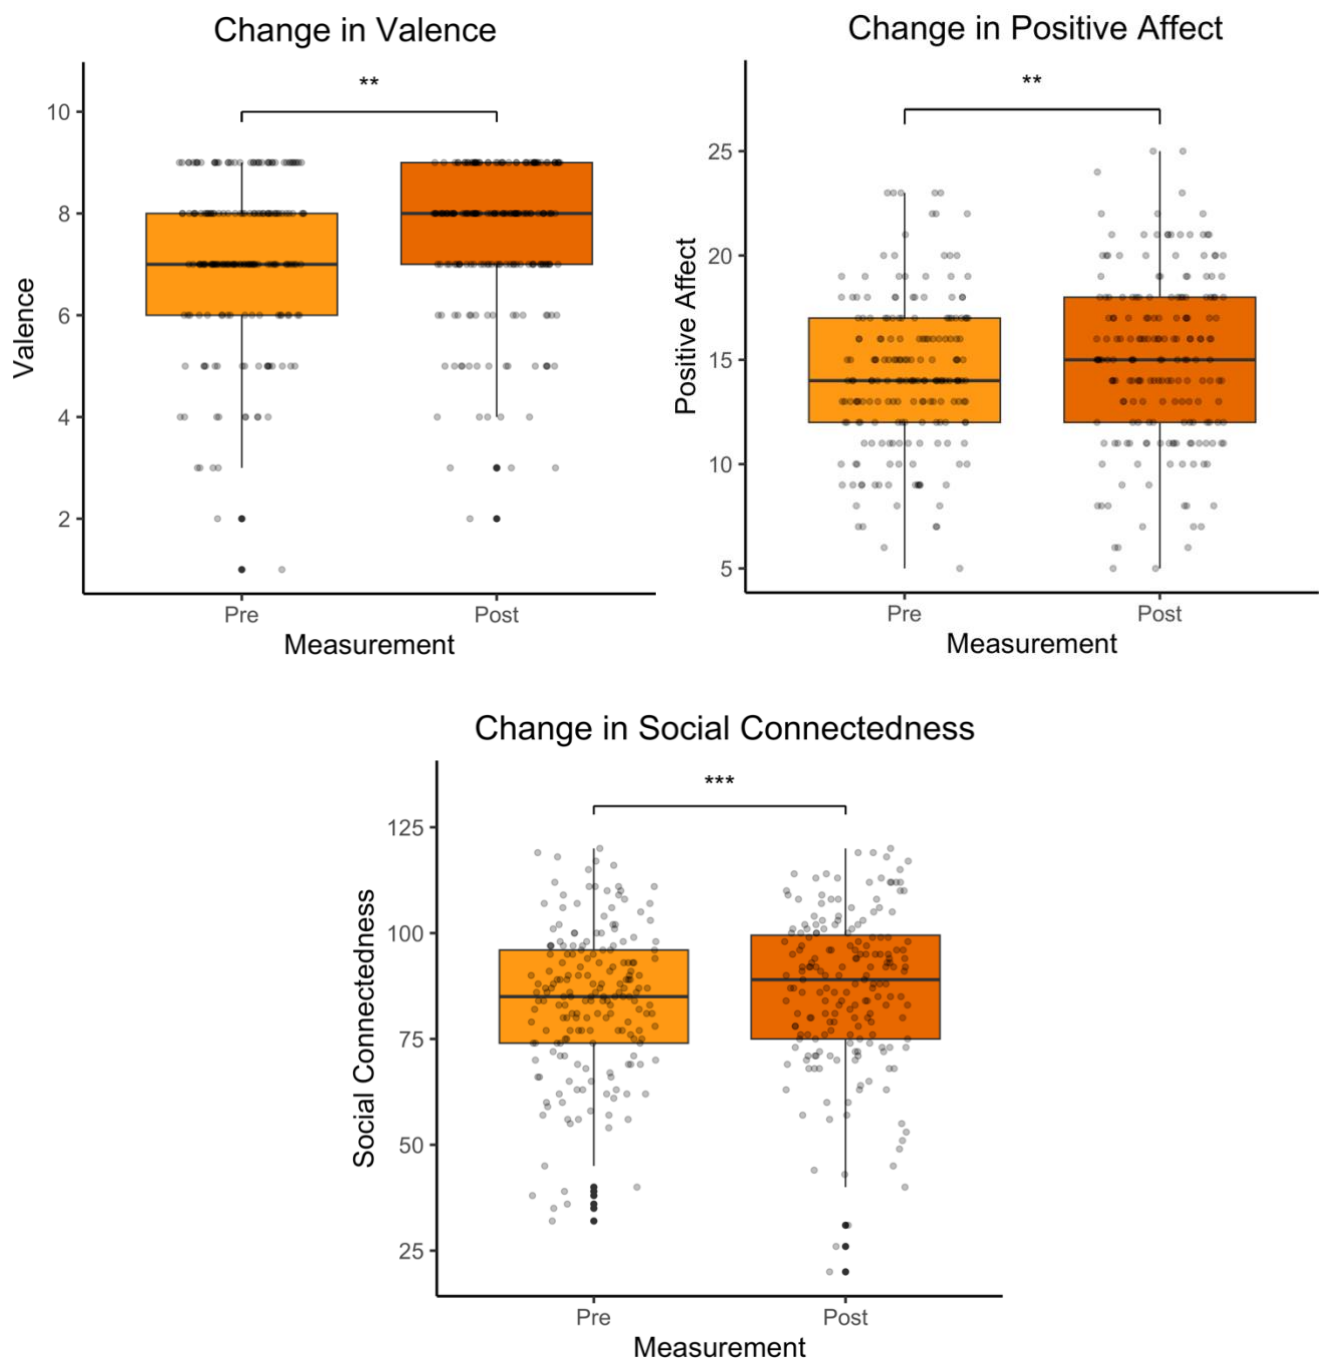 Change in Valence
**
10
8
6
4
2
Valence
Pre
Post
Measurement
Change in Positive Affect
**
25
20
15
10
5
Positive Affect
Pre
Post
Measurement
Change in Social Connectedness
***
125
100
75
50
25
Social Connectedness
Pre
Post
Measurement